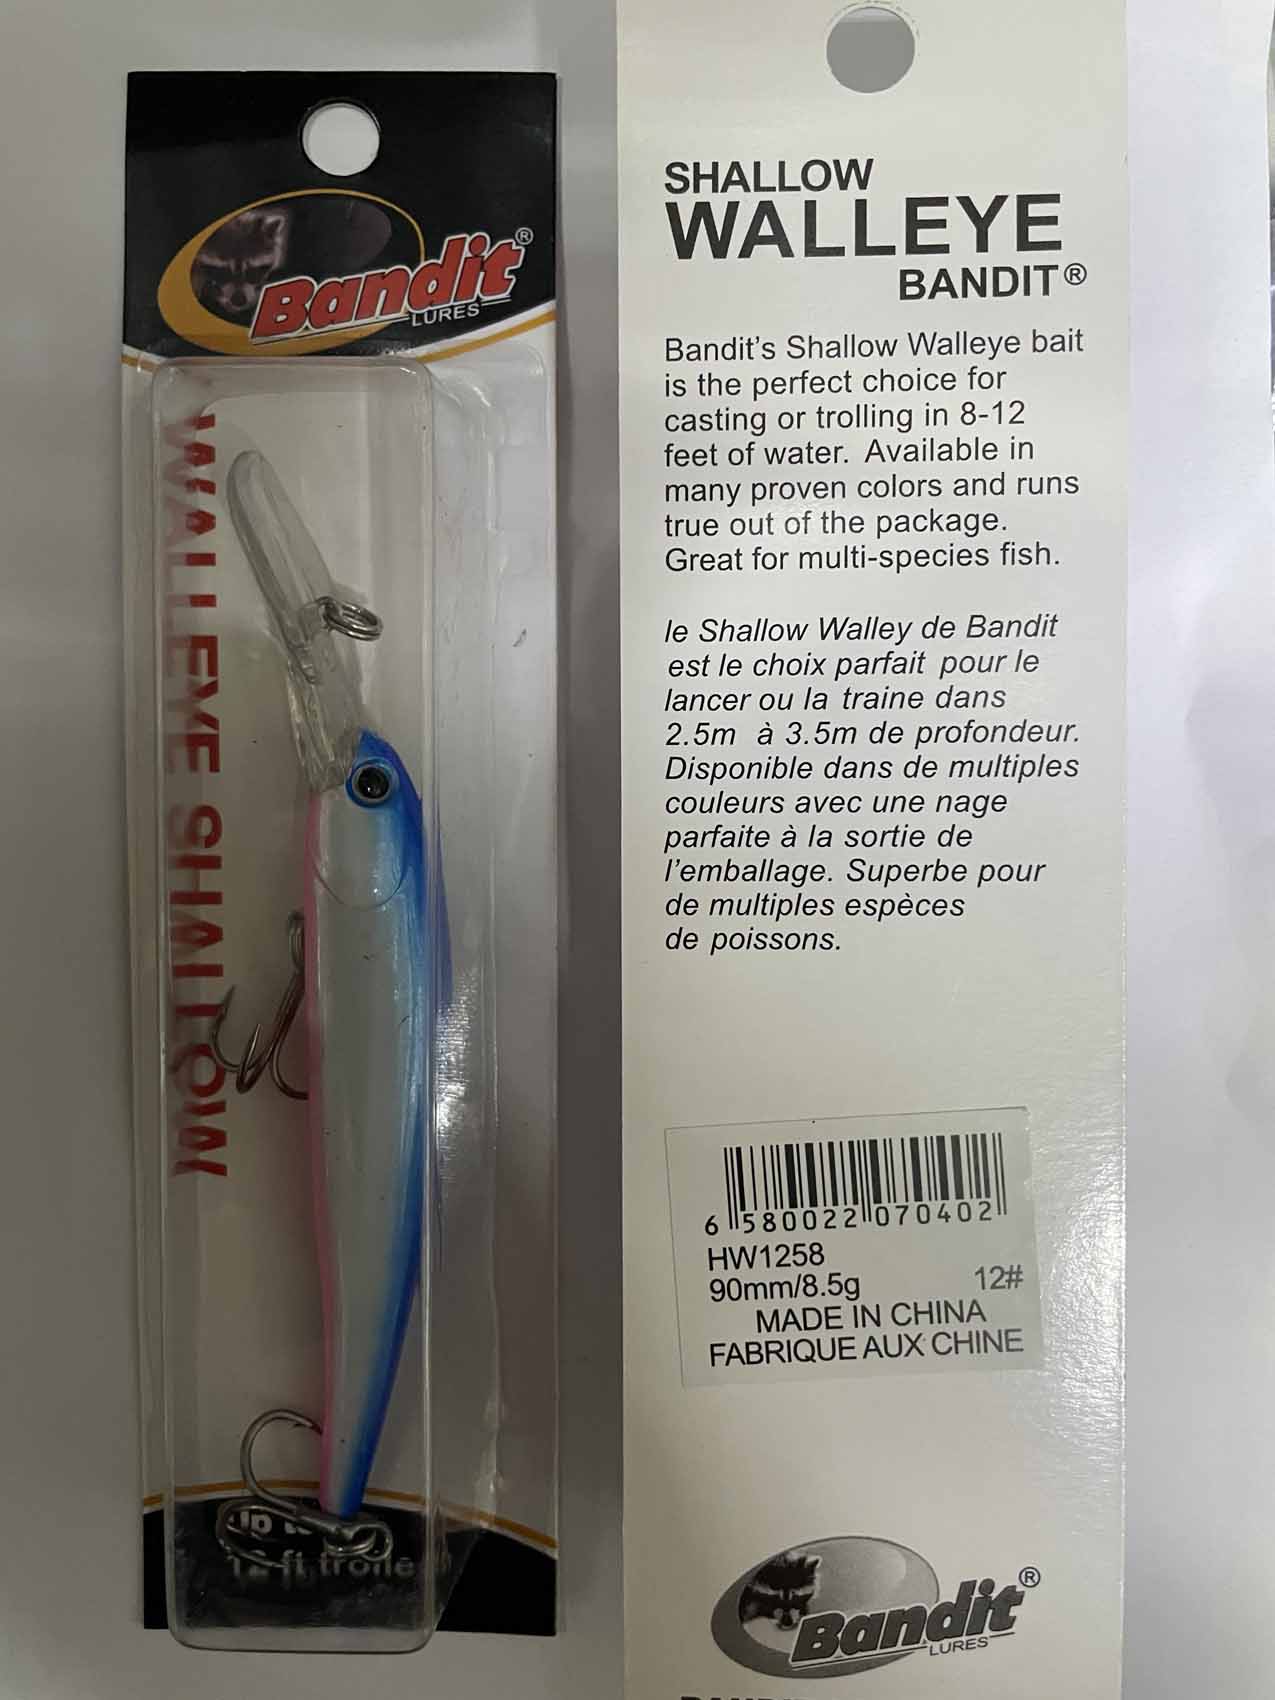 Bandit®
LURES
WALLEYE SHALLOW
Up to
12 ft trolled
SHALLOW
WALLEYE
BANDIT®
Bandit's Shallow Walleye bait
is the perfect choice for
casting or trolling in 8-12
feet of water. Available in
many proven colors and runs
true out of the package.
Great for multi-species fish.
le Shallow Walley de Bandit
est le choix parfait pour le
lancer ou la traine dans
2.5m à 3.5m de profondeur.
Disponible dans de multiples
couleurs avec une nage
parfaite à la sortie de
l'emballage. Superbe pour
de multiples espèces
de poissons.
6 580022 070402
HW1258
90mm/8.5g 12#
MADE IN CHINA
FABRIQUE AUX CHINE
Bandit®
LURES